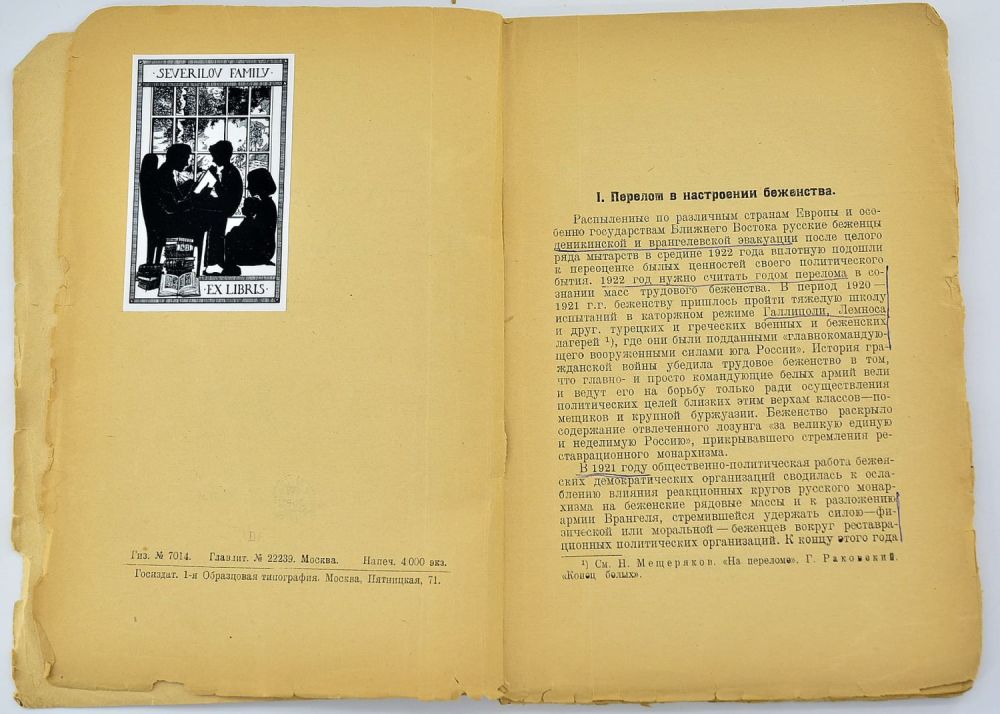 · SEVERILOV FAMILY ·
· EX LIBRIS ·
Гиз. № 7014. Главлит. № 22239. Москва. Напеч. 4 000 экз.
Госиздат. 1-я Образцовая типография. Москва, Пятницкая, 71.
I. Перелом в настроении беженства.
Распыленные по различным странам Европы и осо-
бенно государствам Ближнего Востока русские беженцы
деникинской и врангелевской эвакуации после целого
ряда мытарств в средине 1922 года вплотную подошли
к переоценке былых ценностей своего политического
бытия. 1922 год нужно считать годом перелома в со-
знании масс трудового беженства. В период 1920—
1921 г.г. беженству пришлось пройти тяжелую школу
испытаний в каторжном режиме Галлиполи, Лемноса
и друг. турецких и греческих военных и беженских
лагерей ¹), где они были подданными «главнокомандую-
щего вооруженными силами юга России». История гра-
жданской войны убедила трудовое беженство в том,
что главно- и просто командующие белых армий вели
и ведут его на борьбу только ради осуществления
политических целей близких этим верхам классов—по-
мещиков и крупной буржуазии. Беженство раскрыло
содержание отвлеченного лозунга «за великую единую
и неделимую Россию», прикрывавшего стремления ре-
ставрационного монархизма.
В 1921 году общественно-политическая работа бежен-
ских демократических организаций сводилась к осла-
блению влияния реакционных кругов русского монар-
хизма на беженские рядовые массы и к разложению
армии Врангеля, стремившейся удержать силою—фи-
зической или моральной—беженцев вокруг реставра-
ционных политических организаций. К концу этого года
¹) См. Н. Мещеряков. «На переломе». Г. Раковский.
«Конец белых».